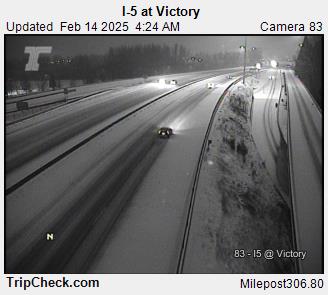 I-5 at Victory
Updated Feb 14 2025 4:24 AM Camera 83
T
N
83 - I5 @ Victory
TripCheck.com Milepost306.80